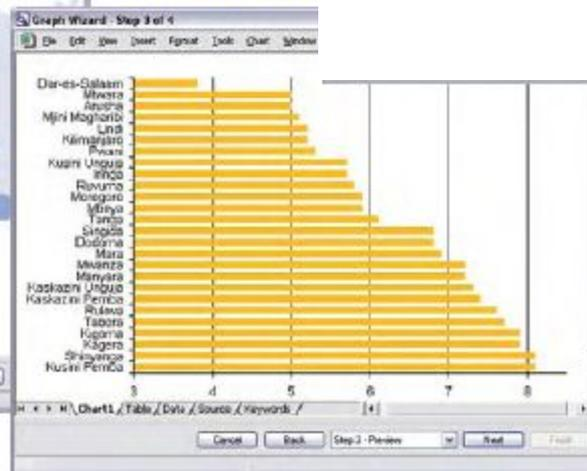 Graph Wizard - Step 3 of 4
File Edit View Insert Format Tools Chart Window
Dar-es-Salaam
Mtwara
Arusha
Mjini Magharibi
Lindi
Kilimanjaro
Pwani
Kusini Unguja
Iringa
Ruvuma
Morogoro
Mbeya
Tanga
Singida
Dodoma
Mara
Mwanza
Manyara
Kaskazini Unguja
Kaskazini Pemba
Rukwa
Tabora
Kigoma
Kagera
Shinyanga
Kusini Pemba
3 4 5 6 7 8
Chart1 / Table / Data / Source / Keywords /
Cancel Back Step 3 - Preview Next Finish